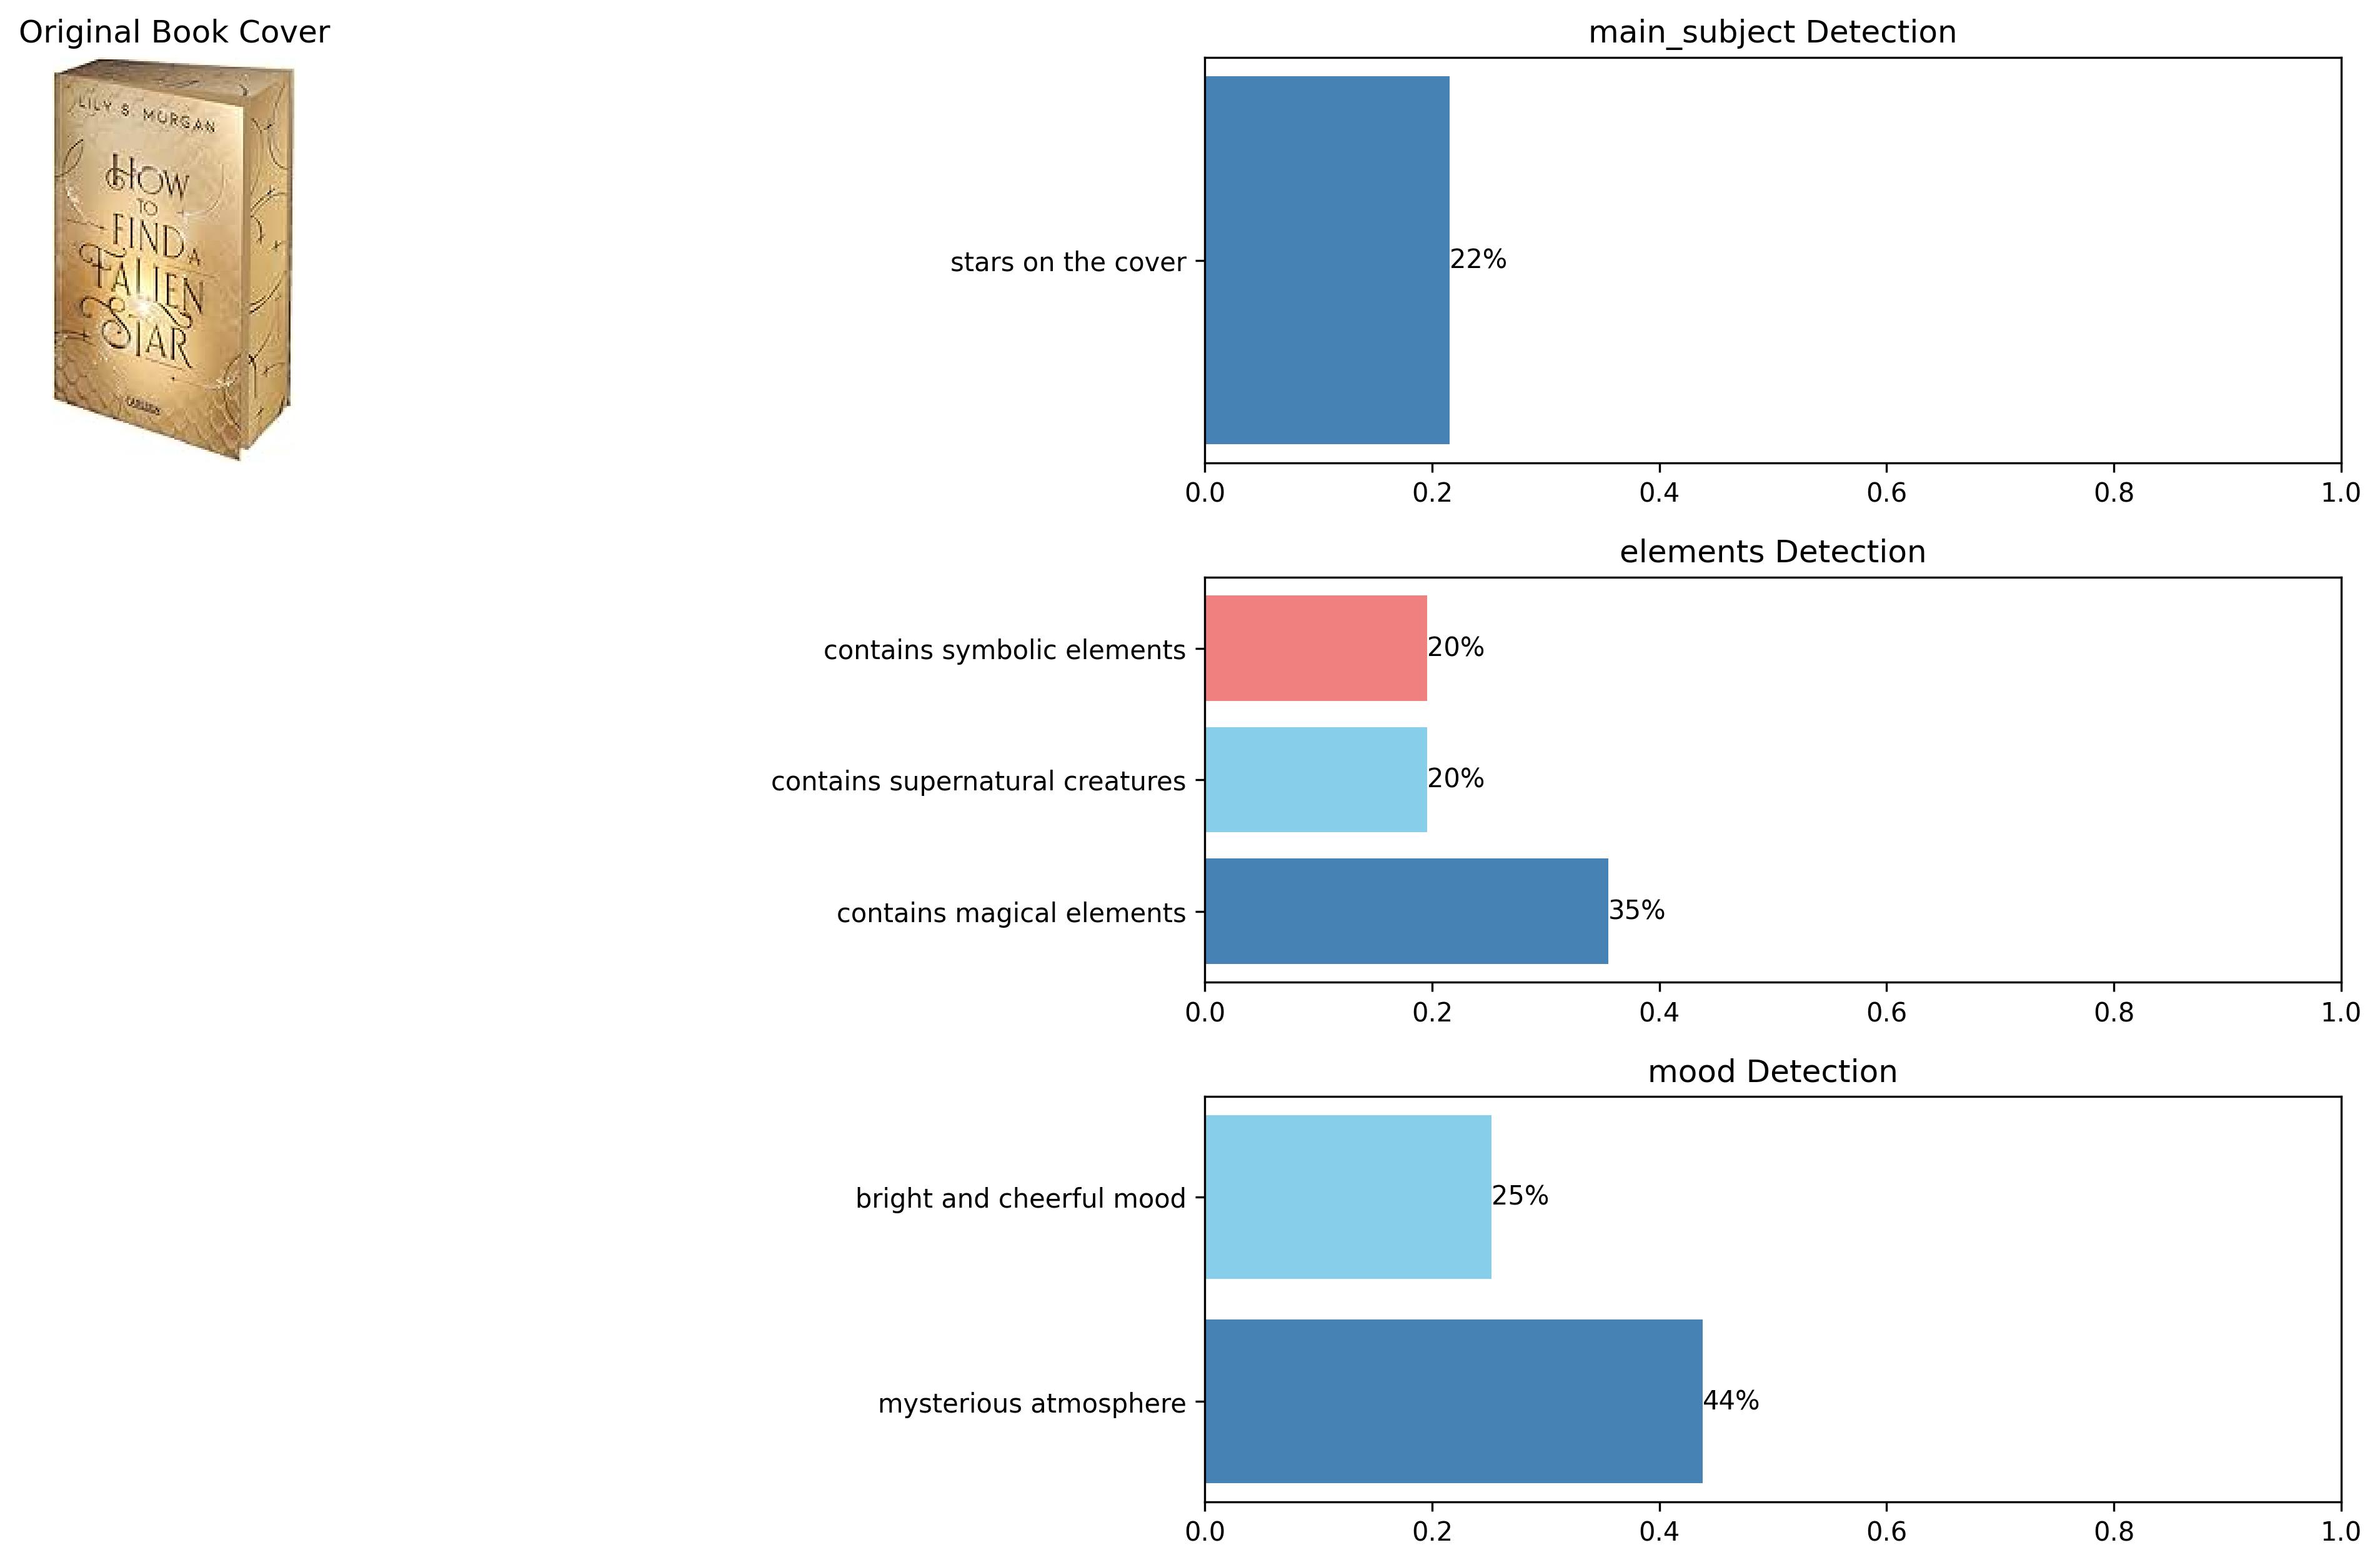 Original Book Cover
LILY S. MORGAN
HOW
TO
FIND A
FALLEN
STAR
CARLSEN
main_subject Detection
stars on the cover
22%
0.0 0.2 0.4 0.6 0.8 1.0
elements Detection
contains symbolic elements
20%
contains supernatural creatures
20%
contains magical elements
35%
0.0 0.2 0.4 0.6 0.8 1.0
mood Detection
bright and cheerful mood
25%
mysterious atmosphere
44%
0.0 0.2 0.4 0.6 0.8 1.0